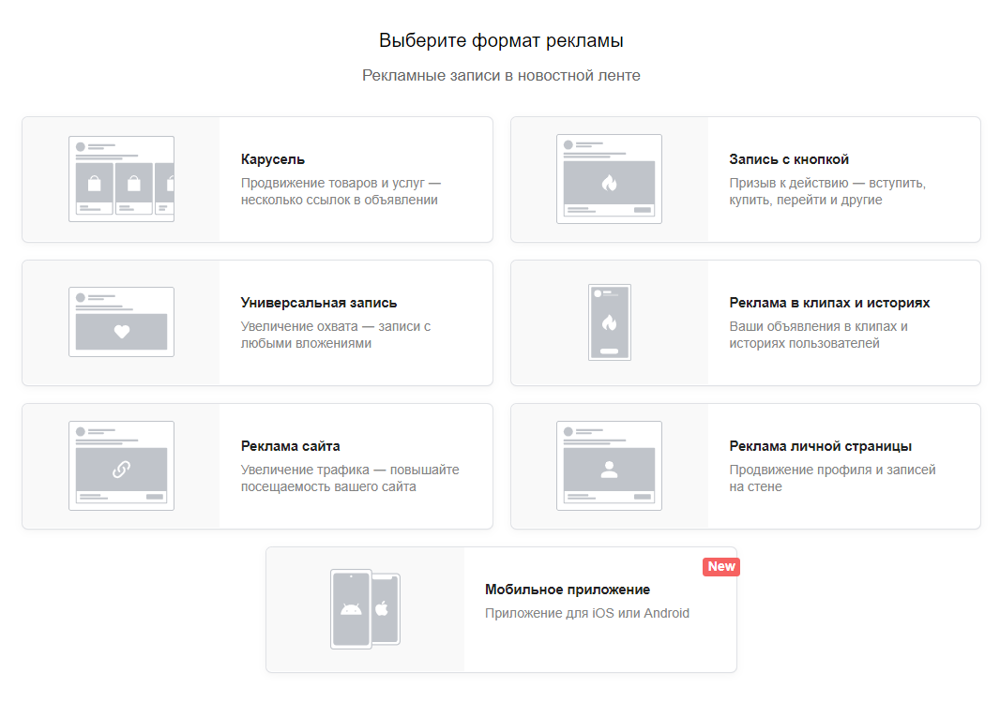 Выберите формат рекламы
Рекламные записи в новостной ленте
Карусель
Продвижение товаров и услуг —
несколько ссылок в объявлении
Запись с кнопкой
Призыв к действию — вступить,
купить, перейти и другие
Универсальная запись
Увеличение охвата — записи с
любыми вложениями
Реклама в клипах и историях
Ваши объявления в клипах и
историях пользователей
Реклама сайта
Увеличение трафика — повышайте
посещаемость вашего сайта
Реклама личной страницы
Продвижение профиля и записей
на стене
New
Мобильное приложение
Приложение для iOS или Android